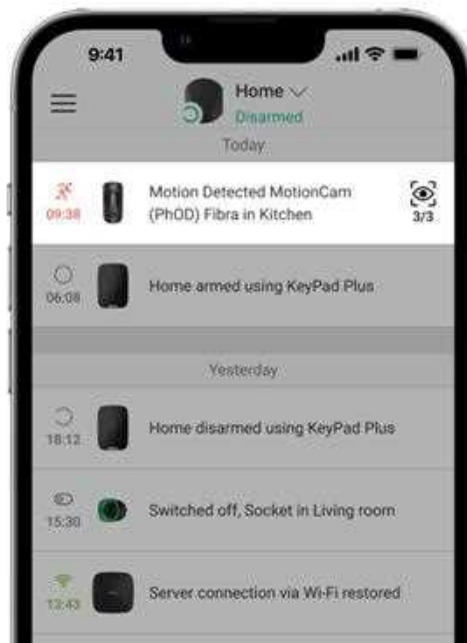 9:41
Home
Disarmed
Today
Motion Detected MotionCam
(PhOD) Fibra in Kitchen
09:38
3/3
Home armed using KeyPad Plus
06:08
Yesterday
Home disarmed using KeyPad Plus
18:12
Switched off, Socket in Living room
15:30
Server connection via Wi-Fi restored
13:43